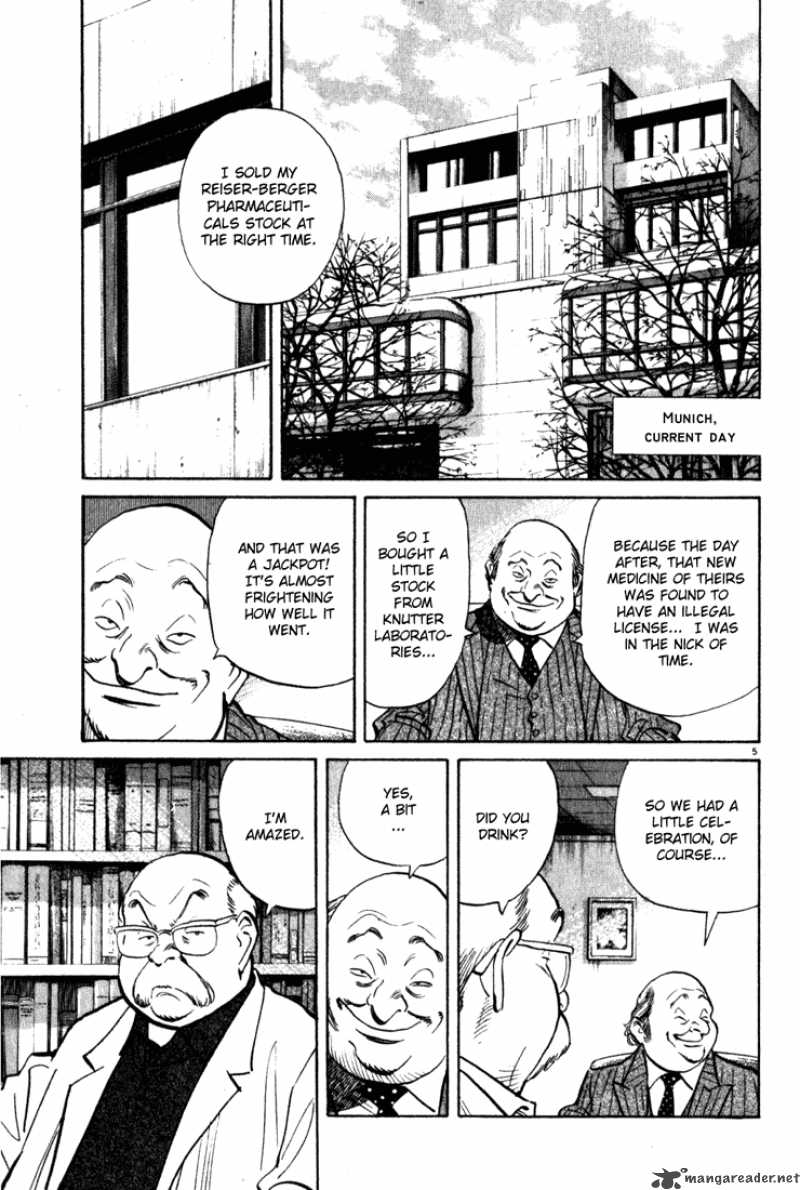 I SOLD MY
REISER-BERGER
PHARMACEUTI-
CALS STOCK AT
THE RIGHT TIME.
MUNICH,
CURRENT DAY
BECAUSE THE DAY
AFTER, THAT NEW
MEDICINE OF THEIRS
WAS FOUND TO
HAVE AN ILLEGAL
LICENSE... I WAS
IN THE NICK OF
TIME.
SO I
BOUGHT A
LITTLE
STOCK
FROM
KNUTTER
LABORATO-
RIES...
AND THAT WAS
A JACKPOT!
IT'S ALMOST
FRIGHTENING
HOW WELL IT
WENT.
5
SO WE HAD A
LITTLE CEL-
EBRATION, OF
COURSE...
DID YOU
DRINK?
YES,
A BIT
...
I'M
AMAZED.
mangareader.net